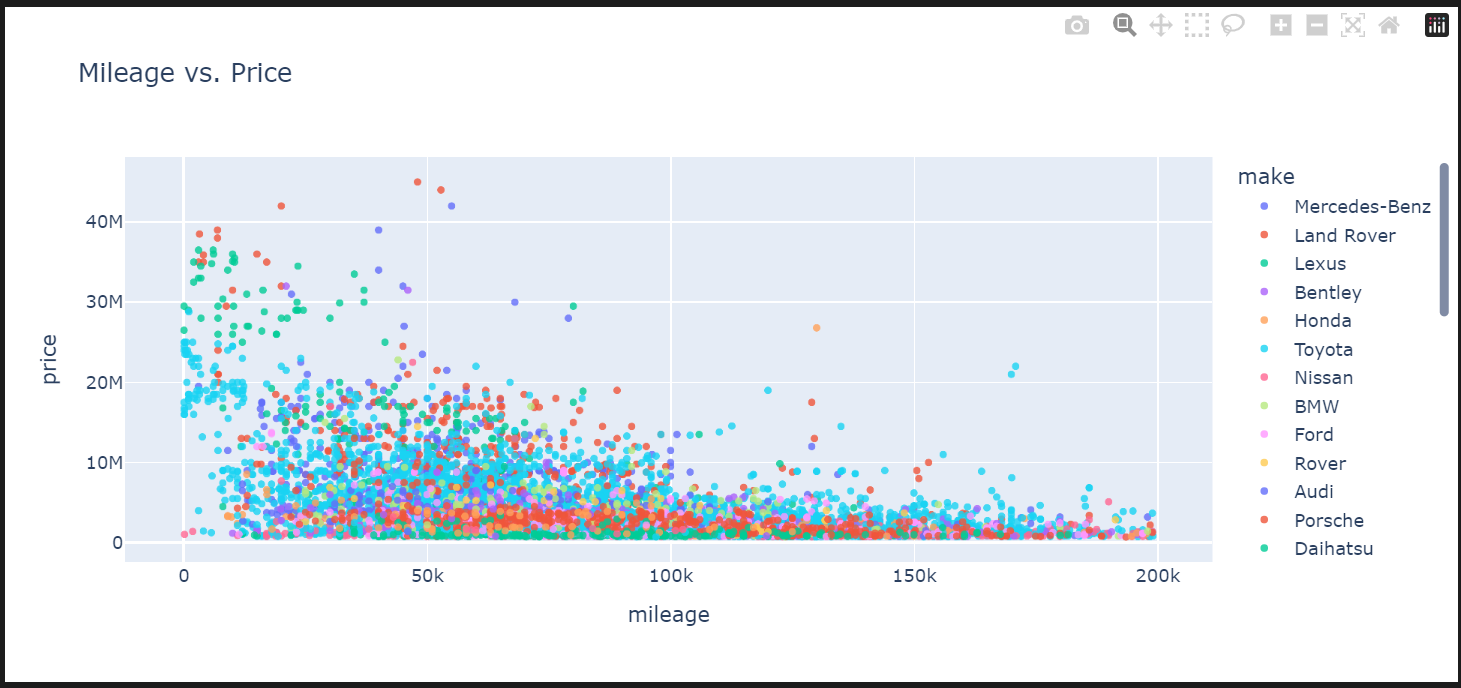 Mileage vs. Price
make
Mercedes-Benz
Land Rover
Lexus
Bentley
Honda
Toyota
Nissan
BMW
Ford
Rover
Audi
Porsche
Daihatsu
price
40M
30M
20M
10M
0
0 50k 100k 150k 200k
mileage